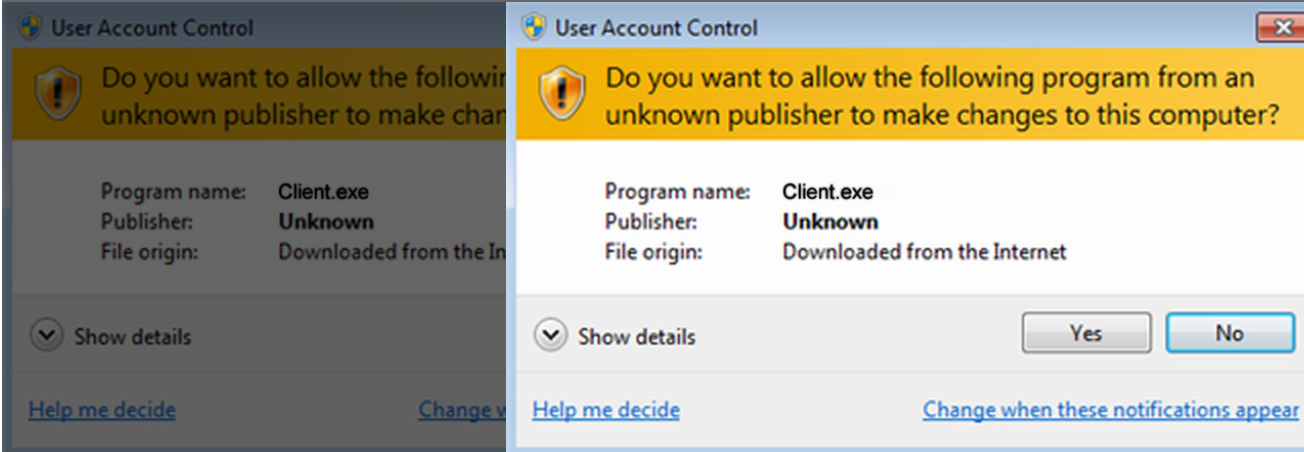 User Account Control
Do you want to allow the followin
unknown publisher to make chan
Program name: Client.exe
Publisher: Unknown
File origin: Downloaded from the In
Show details
Help me decide Change w
User Account Control
Do you want to allow the following program from an
unknown publisher to make changes to this computer?
Program name: Client.exe
Publisher: Unknown
File origin: Downloaded from the Internet
Show details Yes No
Help me decide Change when these notifications appear